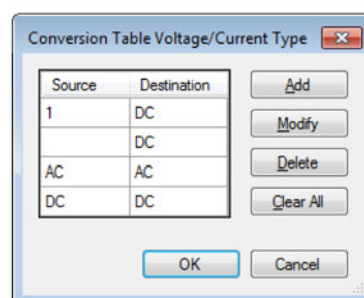 Conversion Table Voltage/Current Type
Source Destination
1 DC
DC
AC AC
DC DC
Add
Modify
Delete
Clear All
OK Cancel